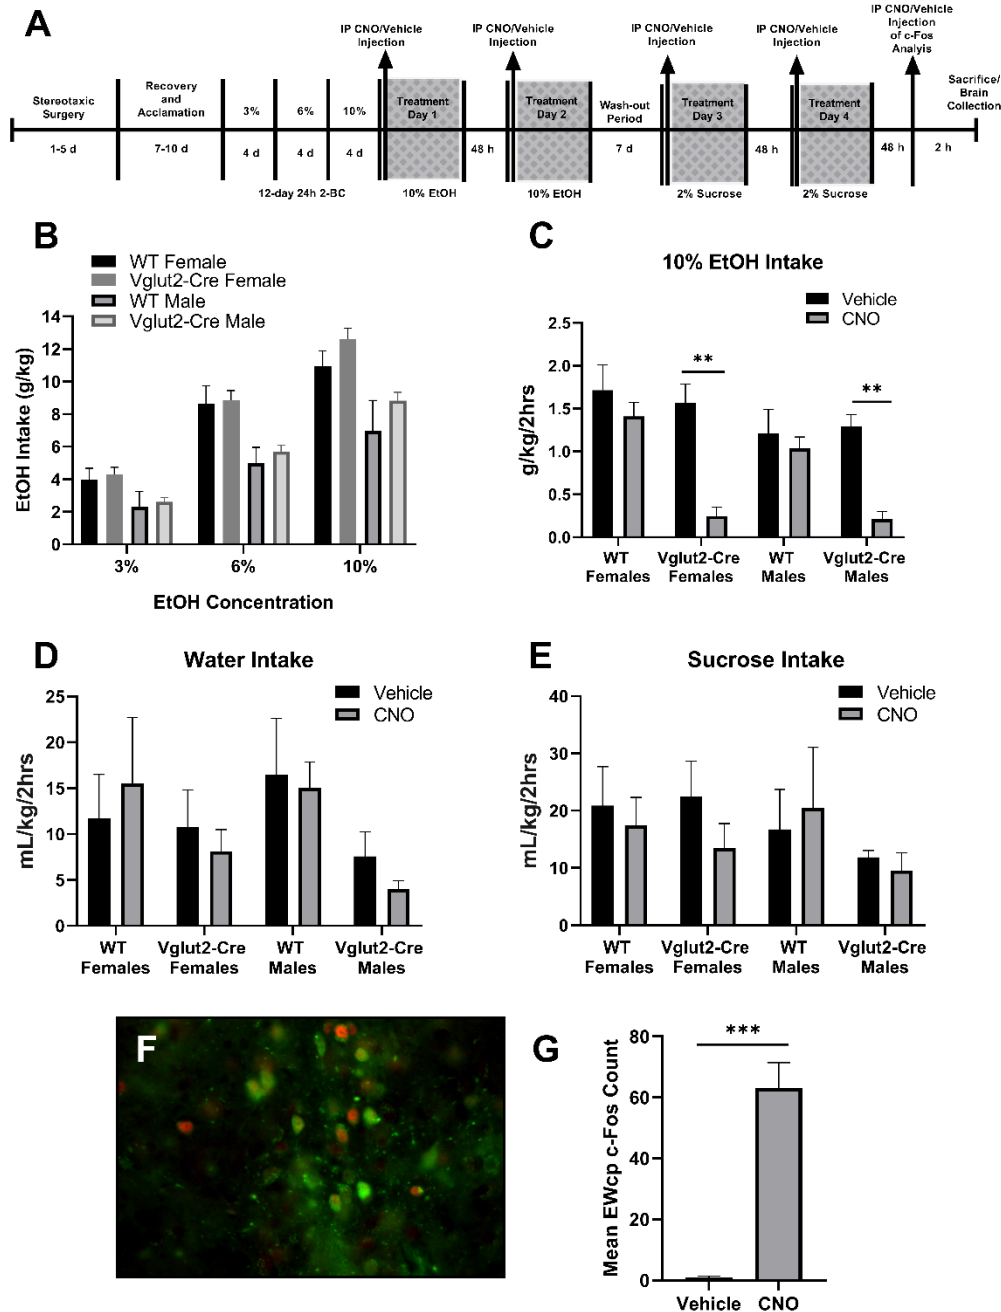 A
IP CNO/Vehicle
Injection
IP CNO/Vehicle
Injection
IP CNO/Vehicle
Injection
IP CNO/Vehicle
Injection
IP CNO/Vehicle
Injection
of c-Fos
Analyis
Stereotaxic
Surgery
Recovery
and
Acclamation
3%
6%
10%
Treatment
Day 1
Treatment
Day 2
Wash-out
Period
Treatment
Day 3
Treatment
Day 4
Sacrifice/
Brain
Collection
1-5 d
7-10 d
4 d
4 d
4 d
48 h
7 d
48 h
48 h
2 h
12-day 24h 2-BC
10% EtOH
10% EtOH
2% Sucrose
2% Sucrose
B
WT Female
Vglut2-Cre Female
WT Male
Vglut2-Cre Male
EtOH Intake (g/kg)
14
12
10
8
6
4
2
0
3%
6%
10%
EtOH Concentration
C
10% EtOH Intake
Vehicle
CNO
g/kg/2hrs
2.5
2.0
1.5
1.0
0.5
0.0
**
**
WT
Females
Vglut2-Cre
Females
WT
Males
Vglut2-Cre
Males
D
Water Intake
Vehicle
CNO
mL/kg/2hrs
25
20
15
10
5
0
WT
Females
Vglut2-Cre
Females
WT
Males
Vglut2-Cre
Males
E
Sucrose Intake
Vehicle
CNO
mL/kg/2hrs
40
30
20
10
0
WT
Females
Vglut2-Cre
Females
WT
Males
Vglut2-Cre
Males
F
G
Mean EWcp c-Fos Count
80
60
40
20
0
***
Vehicle
CNO